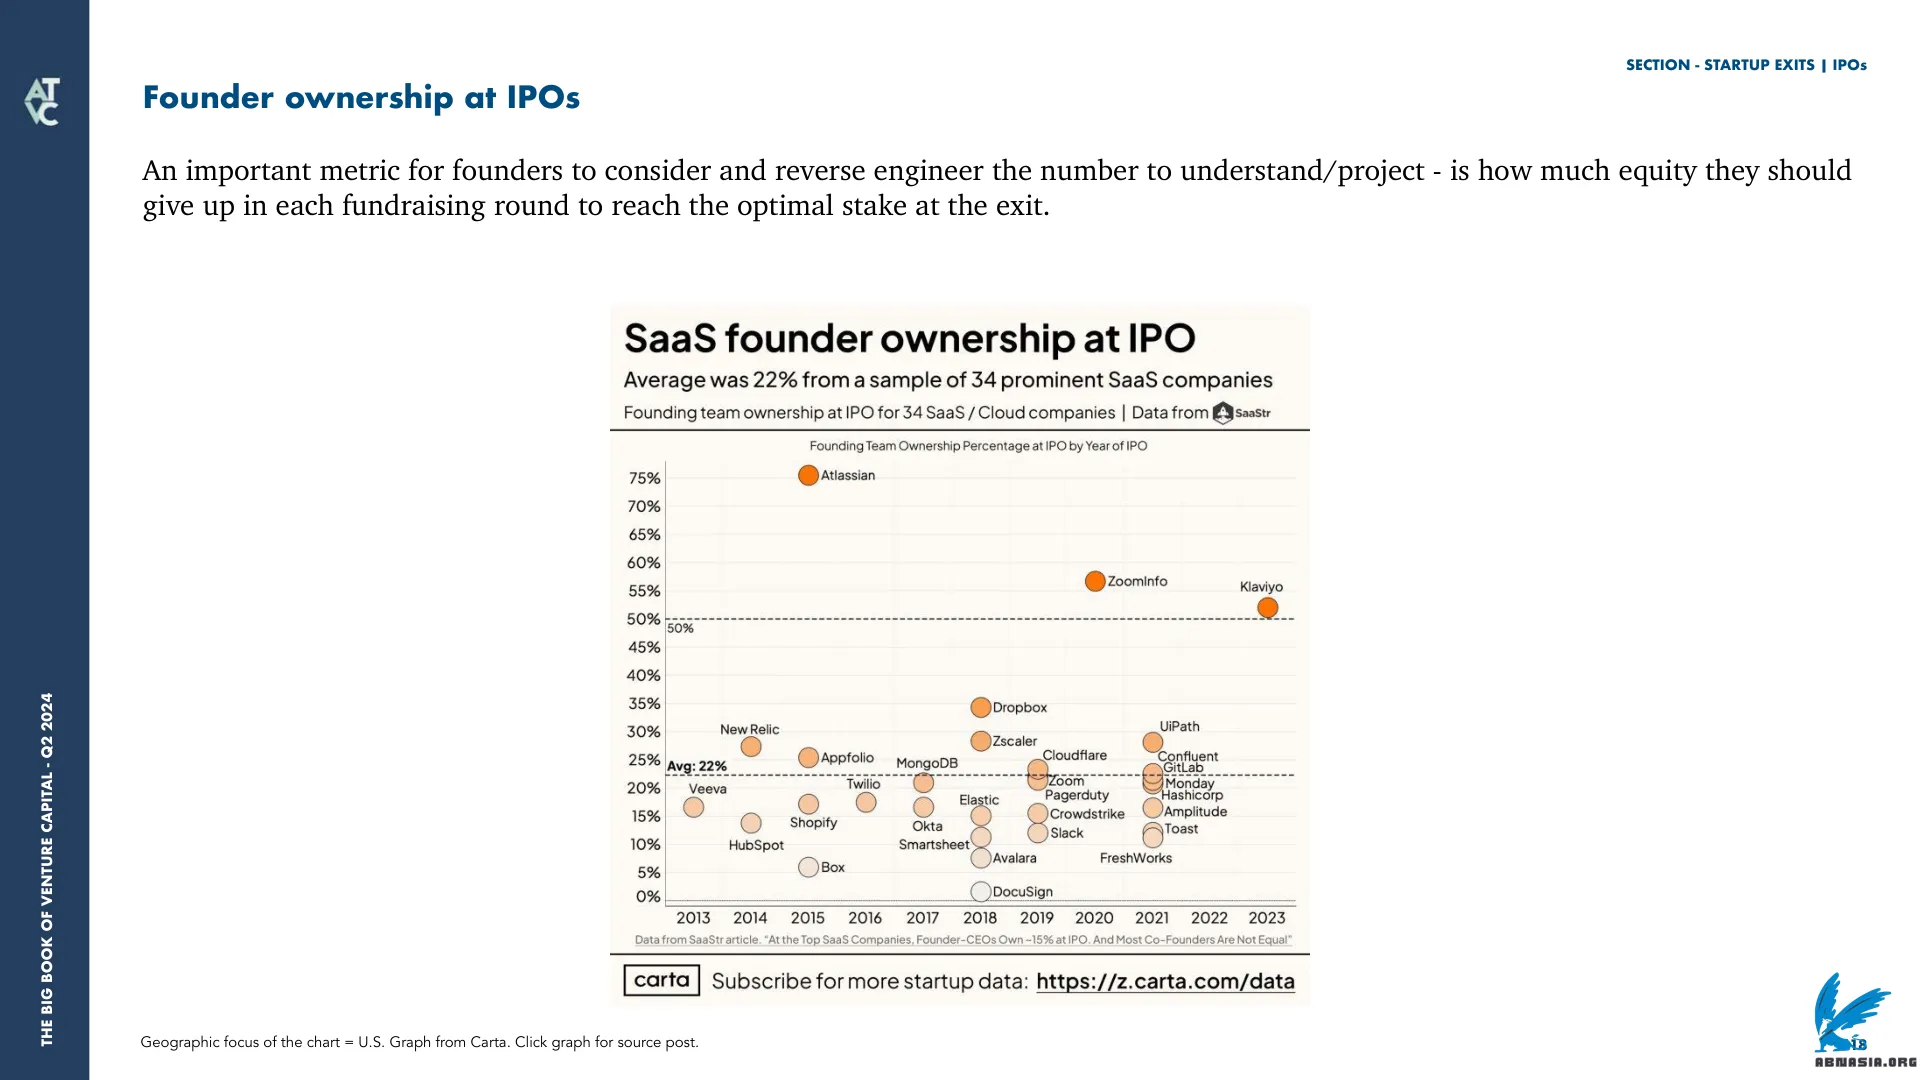 AT
VC
THE BIG BOOK OF VENTURE CAPITAL - Q2 2024
SECTION - STARTUP EXITS | IPOs
Founder ownership at IPOs
An important metric for founders to consider and reverse engineer the number to understand/project - is how much equity they should
give up in each fundraising round to reach the optimal stake at the exit.
SaaS founder ownership at IPO
Average was 22% from a sample of 34 prominent SaaS companies
Founding team ownership at IPO for 34 SaaS / Cloud companies | Data from SaaStr
Founding Team Ownership Percentage at IPO by Year of IPO
75%
70%
65%
60%
55%
50%
45%
40%
35%
30%
25%
20%
15%
10%
5%
0%
50%
Avg: 22%
Atlassian
ZoomInfo
Klaviyo
Dropbox
UiPath
New Relic
Zscaler
Appfolio
Cloudflare
Confluent
MongoDB
GitLab
Veeva
Twilio
Zoom
Monday
Pagerduty
Hashicorp
Elastic
Shopify
Crowdstrike
Amplitude
Okta
Slack
Toast
HubSpot
Smartsheet
Avalara
FreshWorks
Box
DocuSign
2013 2014 2015 2016 2017 2018 2019 2020 2021 2022 2023
Data from SaaStr article. "At the Top SaaS Companies, Founder-CEOs Own ~15% at IPO. And Most Co-Founders Are Not Equal"
carta Subscribe for more startup data: https://z.carta.com/data
Geographic focus of the chart = U.S. Graph from Carta. Click graph for source post.
18
ABNASIA.ORG